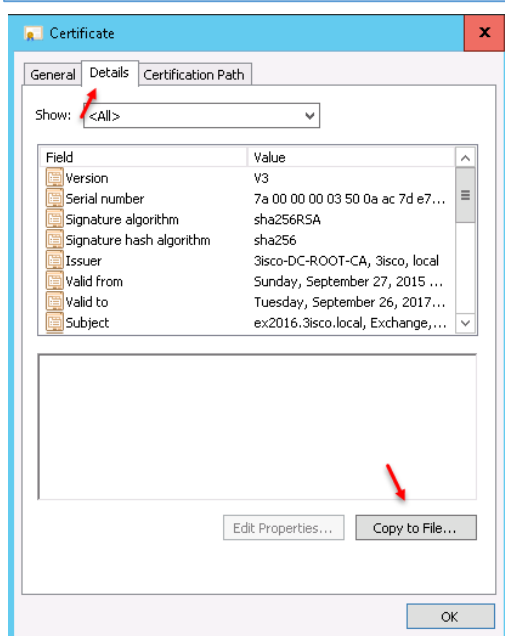 Certificate
x
General Details Certification Path
Show: <All>
Field Value
Version V3
Serial number 7a 00 00 00 03 50 0a ac 7d e7...
Signature algorithm sha256RSA
Signature hash algorithm sha256
Issuer 3isco-DC-ROOT-CA, 3isco, local
Valid from Sunday, September 27, 2015 ...
Valid to Tuesday, September 26, 2017...
Subject ex2016.3isco.local, Exchange,...
Edit Properties... Copy to File...
OK